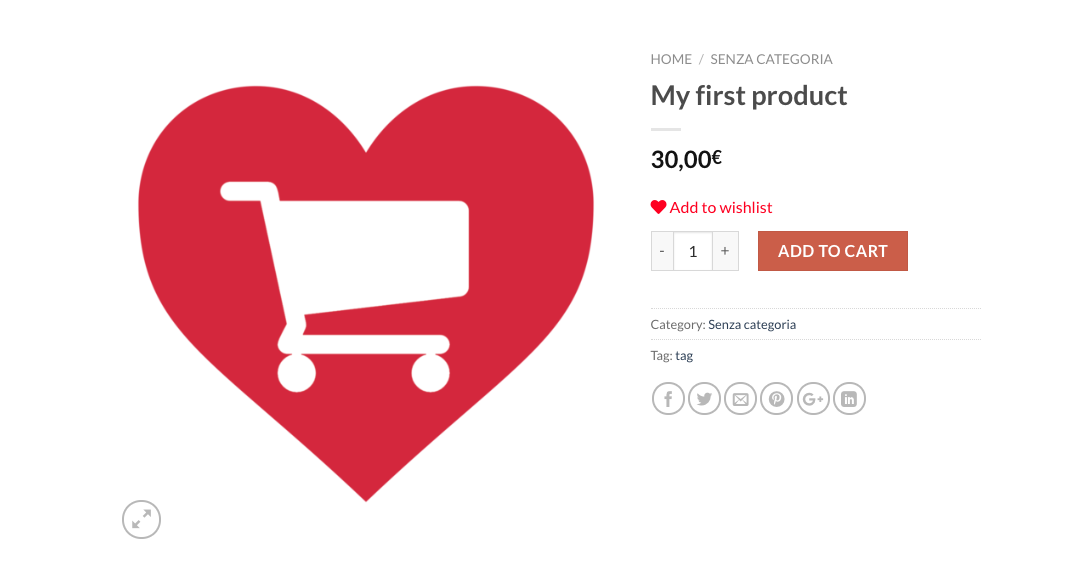 HOME / SENZA CATEGORIA
My first product
30,00€
Add to wishlist
- 1 + ADD TO CART
Category: Senza categoria
Tag: tag